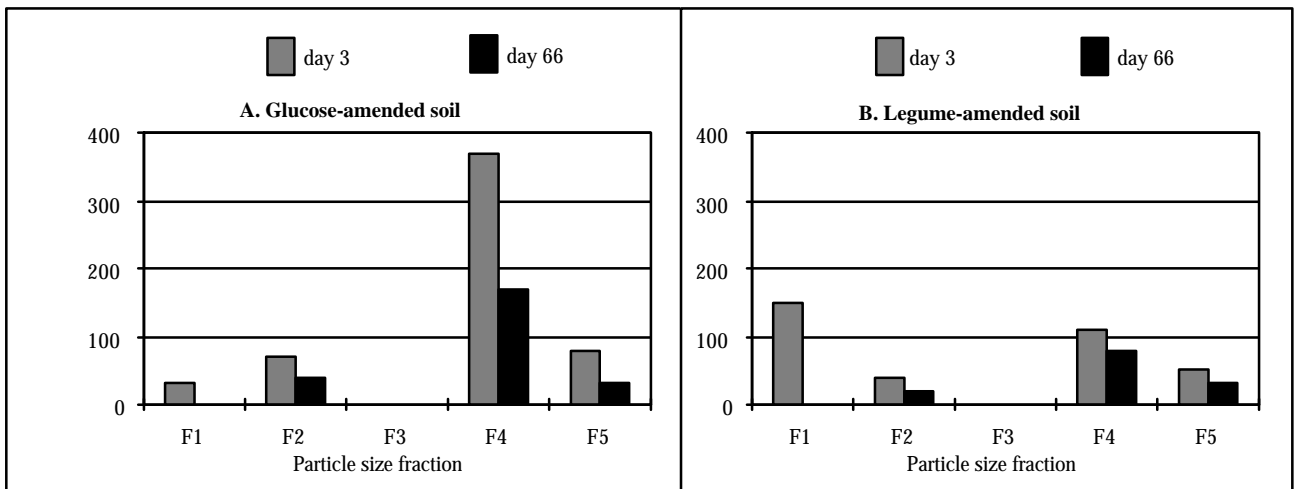 day 3 day 66
A. Glucose-amended soil
400
300
200
100
0
F1 F2 F3 F4 F5
Particle size fraction
day 3 day 66
B. Legume-amended soil
400
300
200
100
0
F1 F2 F3 F4 F5
Particle size fraction